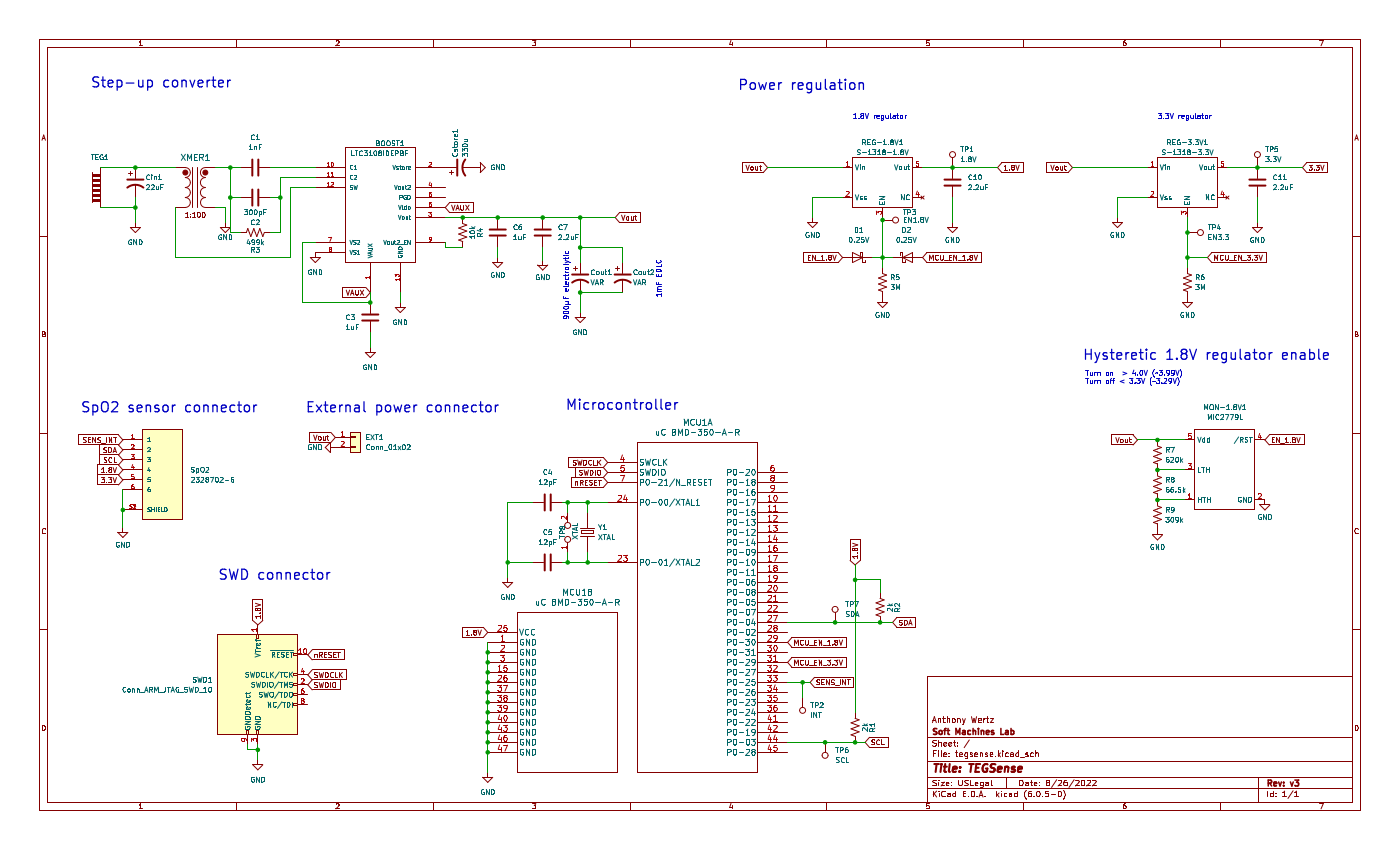 1 2 3 4 5 6 7
A
B
C
D
Step-up converter
TEG1
Cin1
22uF
GND
XMER1
1:100
GND
C1
1nF
300pF
C2
499k
R3
BOOST1
LTC3108IDEPBF
10 C1
11 C2
12 SW
7 VS2
8 VS1
GND
Vstore 2
Vout2 4
PGD 6
Vldo 5
Vout 3
Vout2_EN 9
VAUX
1
GND
13
Cstore1
330u
GND
VAUX
10k
R4
C6
1uF
GND
C7
2.2uF
GND
Vout
900µF electrolytic
Cout1
VAR
Cout2
VAR
1mF EDLC
GND
VAUX
C3
1uF
GND
GND
Power regulation
1.8V regulator
REG-1.8V1
S-1318-1.8V
Vout
1 Vin
Vout 5
2 Vss
NC 4
EN
3
TP1
1.8V
1.8V
C10
2.2uF
GND
GND
TP3
EN1.8V
D1
0.25V
D2
0.25V
EN_1.8V
MCU_EN_1.8V
R5
3M
GND
3.3V regulator
REG-3.3V1
S-1318-3.3V
Vout
1 Vin
Vout 5
2 Vss
NC 4
EN
3
TP5
3.3V
3.3V
C11
2.2uF
GND
GND
TP4
EN3.3
MCU_EN_3.3V
R6
3M
GND
Hysteretic 1.8V regulator enable
Turn on > 4.0V (~3.99V)
Turn off < 3.3V (~3.29V)
MON-1.8V1
MIC2779L
Vout
5 Vdd
/RST 4
EN_1.8V
3 LTH
1 HTH
GND 2
GND
R7
620k
R8
66.5k
R9
309k
GND
SpO2 sensor connector
SENS_INT 1 1
SDA 2 2
SCL 3 3
1.8V 4 4
3.3V 5 5
6 6
SHIELD
SpO2
2328702-6
GND
External power connector
Vout 1
GND 2
EXT1
Conn_01x02
Microcontroller
MCU1A
uC BMD-350-A-R
SWDCLK 4 SWCLK
SWDIO 5 SWDIO
nRESET 7 P0-21/N_RESET
24 P0-00/XTAL1
23 P0-01/XTAL2
C4
12pF
C5
12pF
2
1
XTAL
Y1
XTAL
GND
P0-20 6
P0-18 8
P0-16 9
P0-17 10
P0-15 11
P0-13 12
P0-12 13
P0-14 14
P0-09 16
P0-10 17
P0-11 18
P0-06 19
P0-08 20
P0-05 21
P0-07 22
P0-04 27
P0-02 28
P0-30 29
P0-31 30
P0-29 31
P0-27 32
P0-25 33
P0-26 34
P0-23 35
P0-24 36
P0-22 41
P0-19 42
P0-03 44
P0-28 45
1.8V
TP7
SDA
2k
R2
SDA
MCU_EN_1.8V
MCU_EN_3.3V
SENS_INT
TP2
INT
2k
R1
TP6
SCL
SCL
MCU1B
uC BMD-350-A-R
1.8V 25 VCC
1 GND
2 GND
3 GND
15 GND
26 GND
37 GND
38 GND
39 GND
40 GND
43 GND
46 GND
47 GND
GND
SWD connector
1.8V
1
VTref
RESET 10 nRESET
SWDCLK/TCK 4 SWDCLK
SWDIO/TMS 2 SWDIO
SWO/TDO 6
NC/TDI 8
GNDDetect
GND
9
3
SWD1
Conn_ARM_JTAG_SWD_10
GND
Anthony Wertz
Soft Machines Lab
Sheet: /
File: tegsense.kicad_sch
Title: TEGSense
Size: USLegal Date: 8/26/2022 Rev: v3
KiCad E.D.A. kicad (6.0.5-0) Id: 1/1
1 2 3 4 5 6 7
A
B
C
D